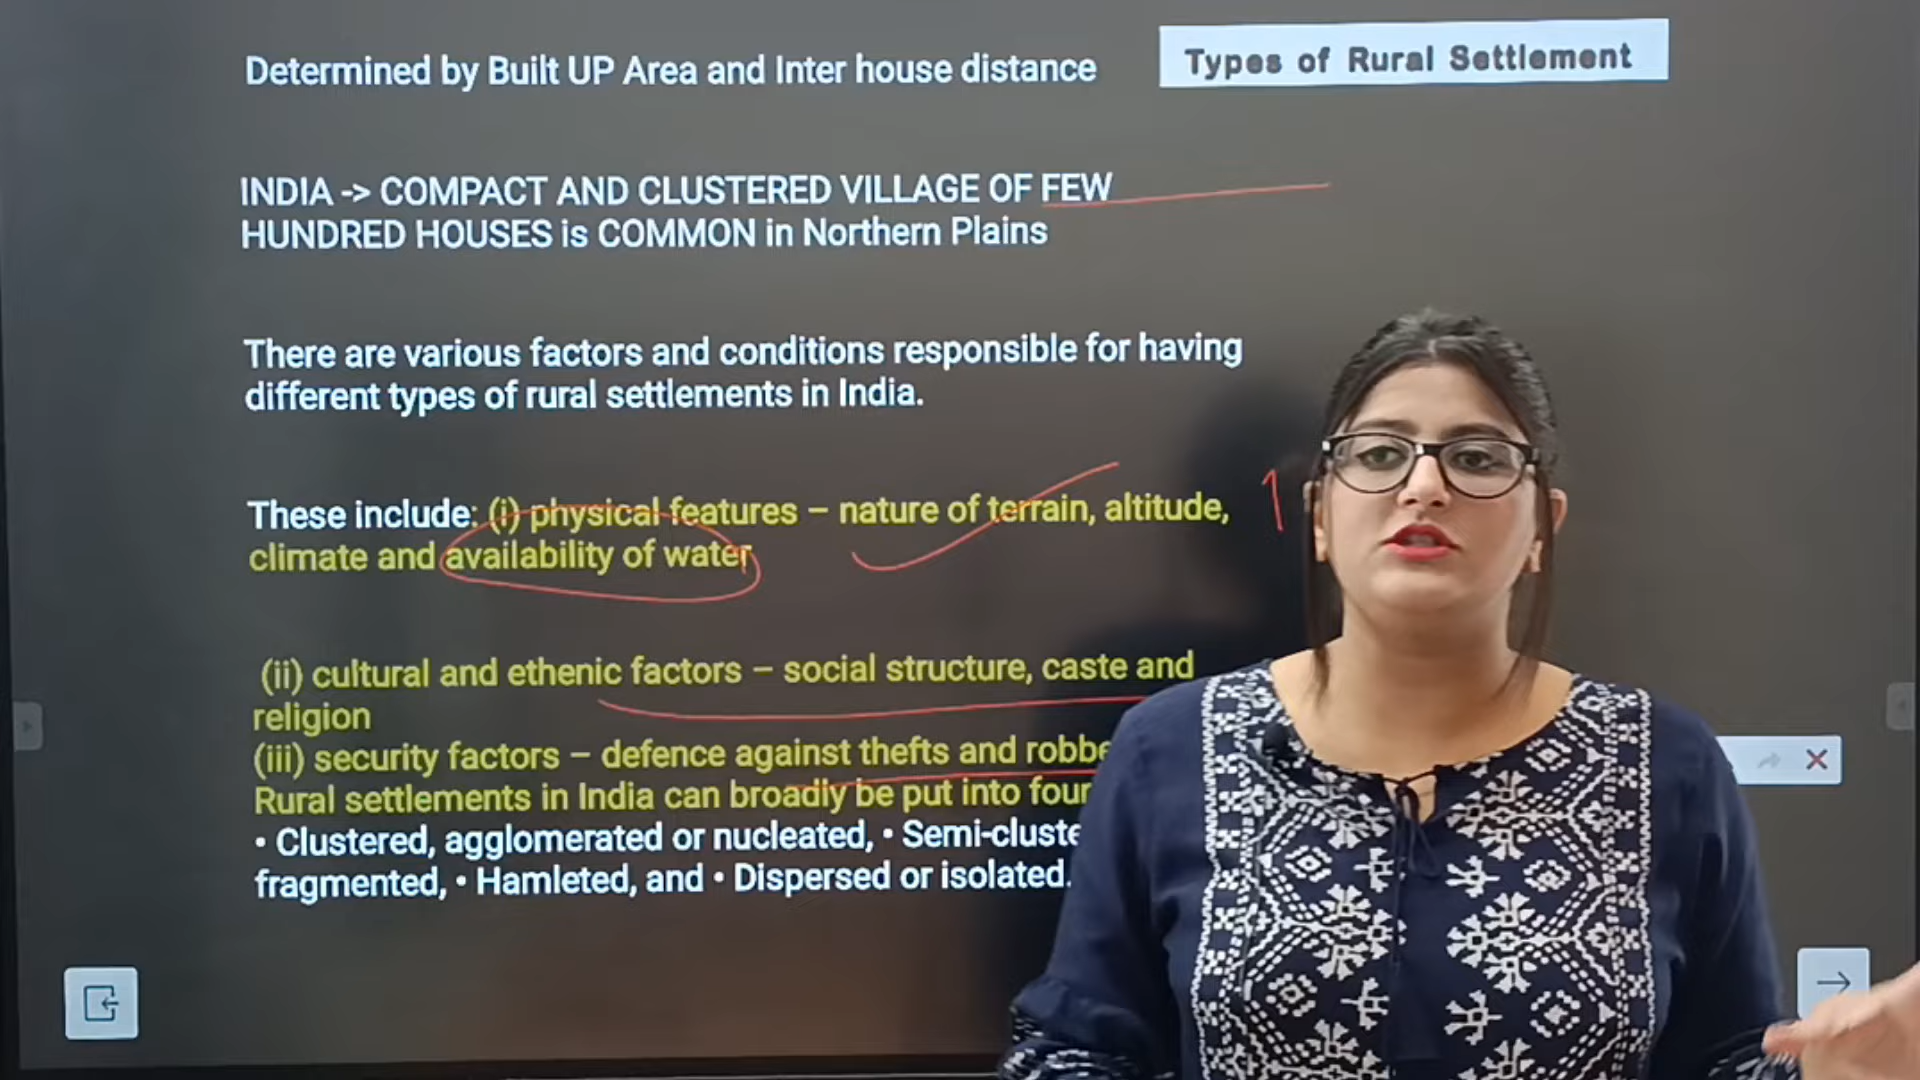 Types of Rural Settlement
Determined by Built UP Area and Inter house distance
INDIA -> COMPACT AND CLUSTERED VILLAGE OF FEW
HUNDRED HOUSES is COMMON in Northern Plains
There are various factors and conditions responsible for having
different types of rural settlements in India.
These include: (i) physical features – nature of terrain, altitude,
climate and availability of water
(ii) cultural and ethenic factors – social structure, caste and
religion
(iii) security factors – defence against thefts and robbe
Rural settlements in India can broadly be put into four
• Clustered, agglomerated or nucleated, • Semi-cluste
fragmented, • Hamleted, and • Dispersed or isolated.